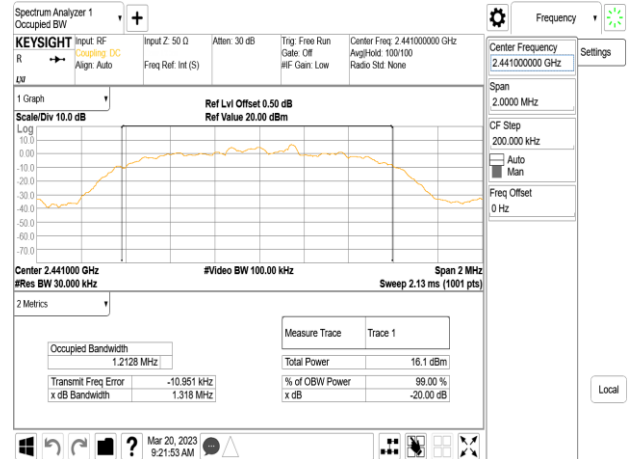 Spectrum Analyzer 1
Occupied BW
Frequency
KEYSIGHT
R
Input: RF
Coupling: DC
Align: Auto
Input Z: 50 Ω
Freq Ref: Int (S)
Atten: 30 dB
Trig: Free Run
Gate: Off
#IF Gain: Low
Center Freq: 2.441000000 GHz
Avg|Hold: 100/100
Radio Std: None
Center Frequency
2.441000000 GHz
Settings
Span
2.0000 MHz
CF Step
200.000 kHz
Auto
Man
Freq Offset
0 Hz
Local
1 Graph
Scale/Div 10.0 dB
Ref Lvl Offset 0.50 dB
Ref Value 20.00 dBm
Log
10.0
0.00
-10.0
-20.0
-30.0
-40.0
-50.0
-60.0
-70.0
Center 2.441000 GHz
#Video BW 100.00 kHz
Span 2 MHz
#Res BW 30.000 kHz
Sweep 2.13 ms (1001 pts)
2 Metrics
Measure Trace Trace 1
Occupied Bandwidth
1.2128 MHz
Total Power 16.1 dBm
Transmit Freq Error -10.951 kHz
% of OBW Power 99.00 %
x dB Bandwidth 1.318 MHz
x dB -20.00 dB
?
Mar 20, 2023
9:21:53 AM